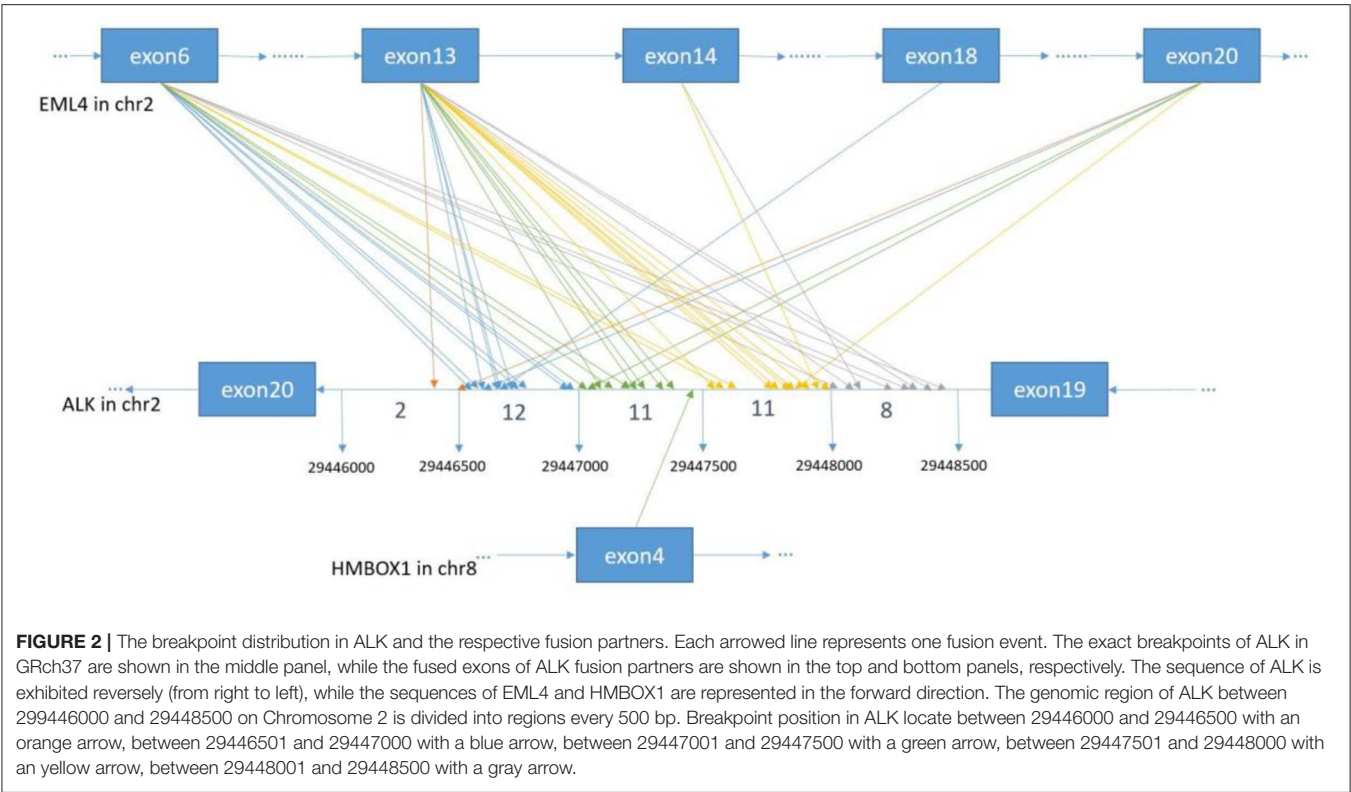 ... exon6 ...... exon13 exon14 ...... exon18 ...... exon20 ...
EML4 in chr2
... exon20 exon19 ...
ALK in chr2
2 12 11 11 8
29446000 29446500 29447000 29447500 29448000 29448500
... exon4 ...
HMBOX1 in chr8
FIGURE 2 | The breakpoint distribution in ALK and the respective fusion partners. Each arrowed line represents one fusion event. The exact breakpoints of ALK in
GRch37 are shown in the middle panel, while the fused exons of ALK fusion partners are shown in the top and bottom panels, respectively. The sequence of ALK is
exhibited reversely (from right to left), while the sequences of EML4 and HMBOX1 are represented in the forward direction. The genomic region of ALK between
299446000 and 29448500 on Chromosome 2 is divided into regions every 500 bp. Breakpoint position in ALK locate between 29446000 and 29446500 with an
orange arrow, between 29446501 and 29447000 with a blue arrow, between 29447001 and 29447500 with a green arrow, between 29447501 and 29448000 with
an yellow arrow, between 29448001 and 29448500 with a gray arrow.